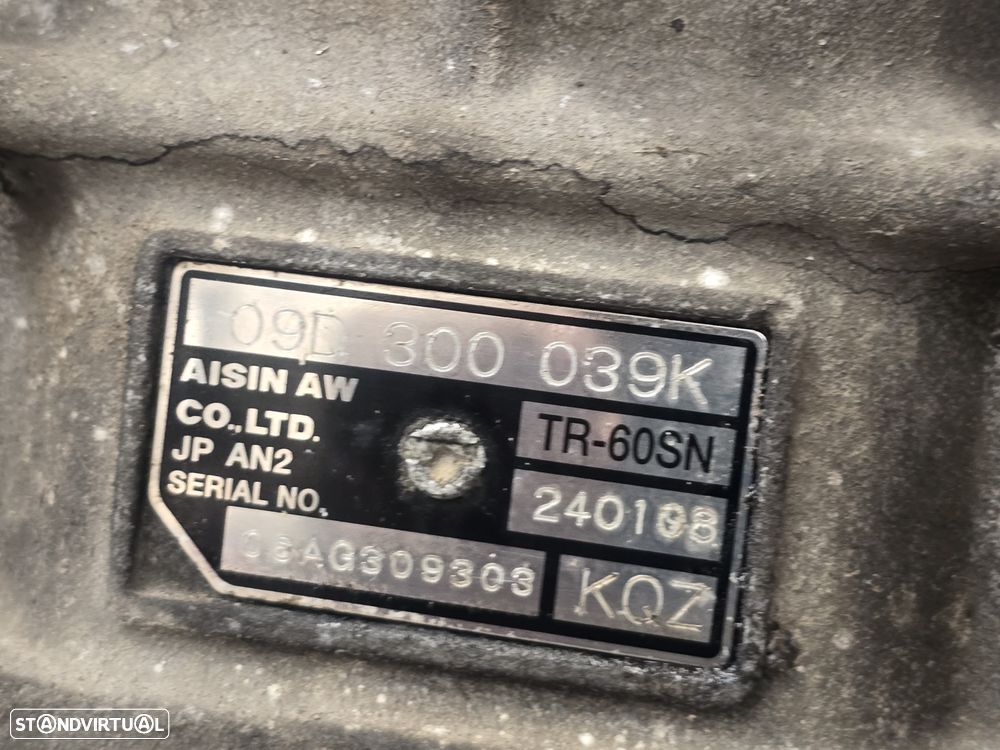 09D 300 039K
AISIN AW
CO.,LTD.
JP AN2
SERIAL NO.
TR-60SN
240108
08AG309303
KQZ
STANDVIRTUAL